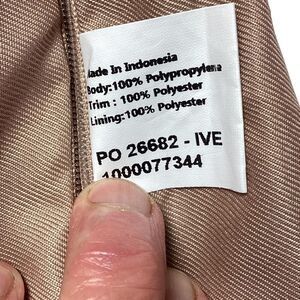 Made In Indonesia
Body:100% Polypropylene
Trim : 100% Polyester
Lining:100% Polyester
PO 26682 - IVE
1000077344